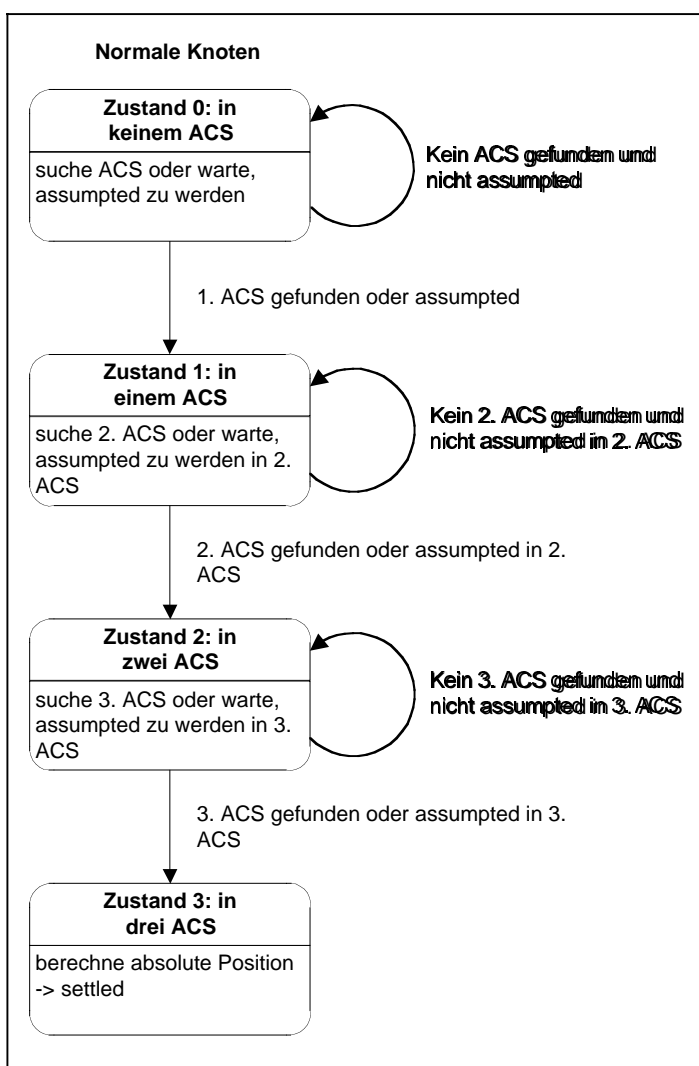 Normale Knoten
Zustand 0: in
keinem ACS
suche ACS oder warte,
assumpted zu werden
Kein ACS gefunden und
nicht assumpted
1. ACS gefunden oder assumpted
Zustand 1: in
einem ACS
suche 2. ACS oder warte,
assumpted zu werden in 2.
ACS
Kein 2. ACS gefunden und
nicht assumpted in 2. ACS
2. ACS gefunden oder assumpted in 2.
ACS
Zustand 2: in
zwei ACS
suche 3. ACS oder warte,
assumpted zu werden in 3.
ACS
Kein 3. ACS gefunden und
nicht assumpted in 3. ACS
3. ACS gefunden oder assumpted in 3.
ACS
Zustand 3: in
drei ACS
berechne absolute Position
-> settled